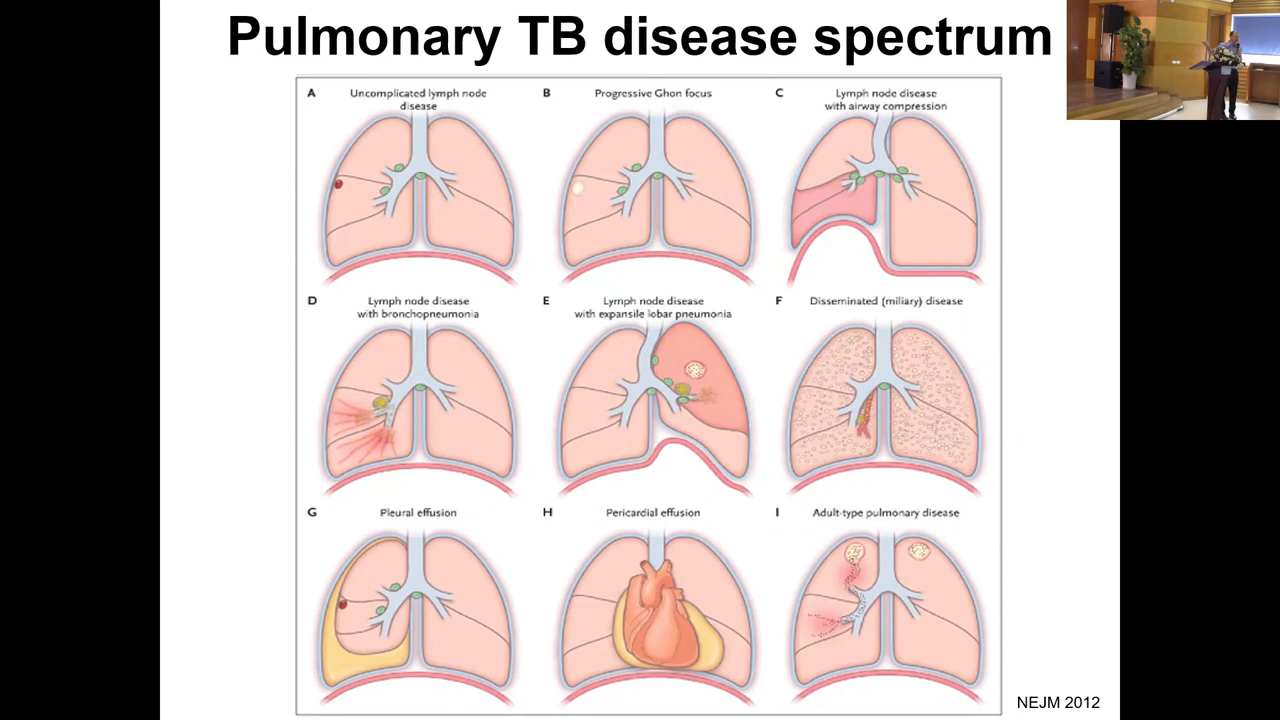 Pulmonary TB disease spectrum
A
Uncomplicated lymph node
disease
B
Progressive Ghon focus
C
Lymph node disease
with airway compression
D
Lymph node disease
with bronchopneumonia
E
Lymph node disease
with expansile lobar pneumonia
F
Disseminated (miliary) disease
G
Pleural effusion
H
Pericardial effusion
I
Adult-type pulmonary disease
NEJM 2012